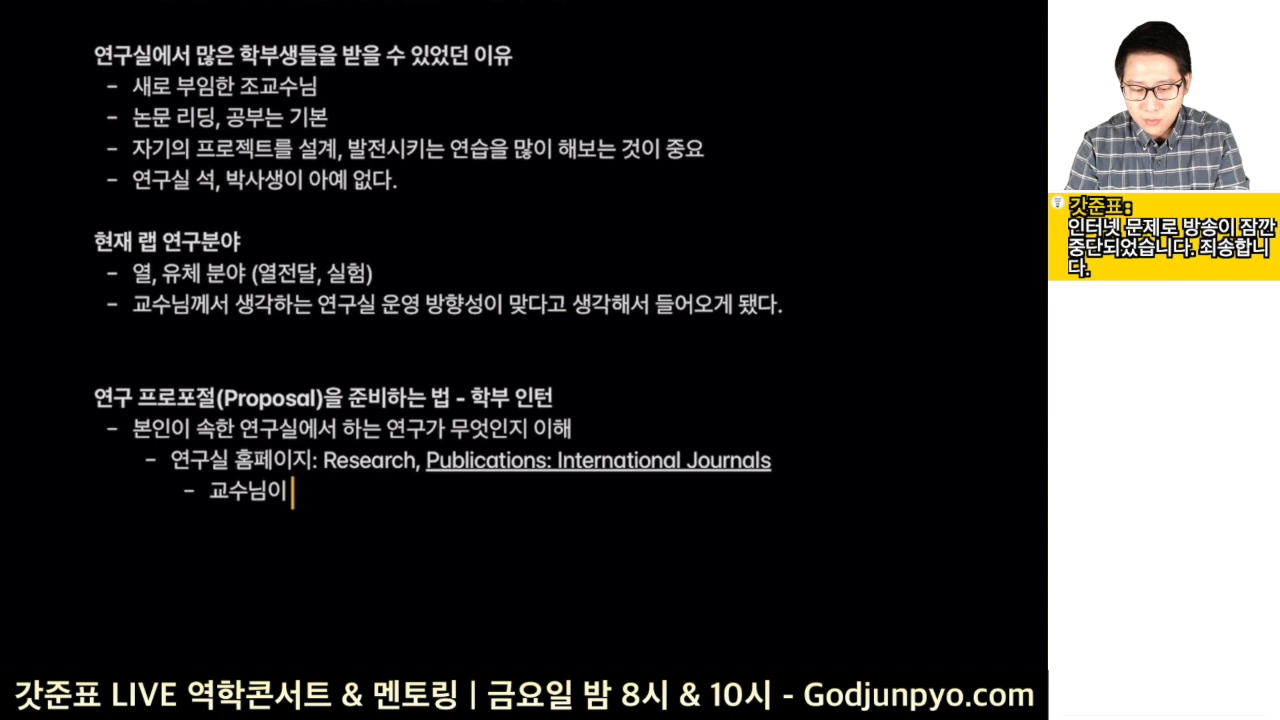 연구실에서 많은 학부생들을 받을 수 있었던 이유
- 새로 부임한 조교수님
- 논문 리딩, 공부는 기본
- 자기의 프로젝트를 설계, 발전시키는 연습을 많이 해보는 것이 중요
- 연구실 석, 박사생이 아예 없다.
현재 랩 연구분야
- 열, 유체 분야 (열전달, 실험)
- 교수님께서 생각하는 연구실 운영 방향성이 맞다고 생각해서 들어오게 됐다.
연구 프로포절(Proposal)을 준비하는 법 - 학부 인턴
- 본인이 속한 연구실에서 하는 연구가 무엇인지 이해
- 연구실 홈페이지: Research, Publications: International Journals
- 교수님이
갓준표:
인터넷 문제로 방송이 잠깐
중단되었습니다. 죄송합니
다.
갓준표 LIVE 역학콘서트 & 멘토링 | 금요일 밤 8시 & 10시 - Godjunpyo.com